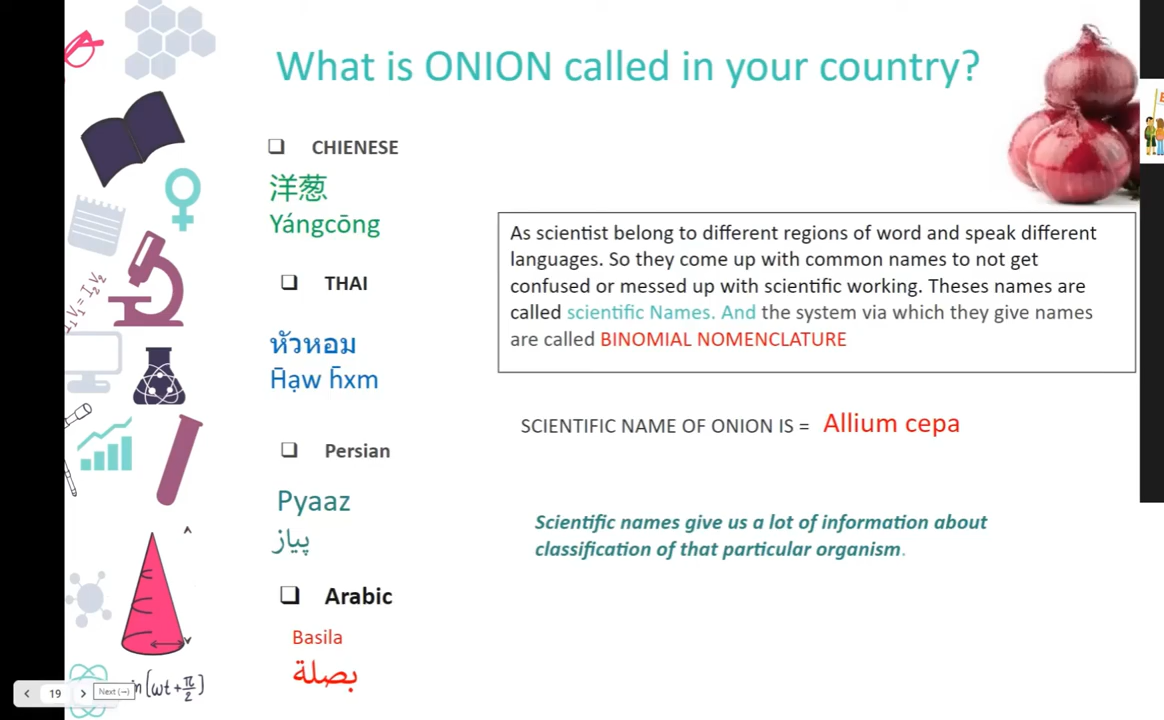 What is ONION called in your country?
❑ CHIENESE
洋葱
Yángcōng
❑ THAI
หัวหอม
H̄ạw h̄xm
❑ Persian
Pyaaz
پیاز
❑ Arabic
Basila
بصلة
As scientist belong to different regions of word and speak different
languages. So they come up with common names to not get
confused or messed up with scientific working. Theses names are
called scientific Names. And the system via which they give names
are called BINOMIAL NOMENCLATURE
SCIENTIFIC NAME OF ONION IS = Allium cepa
Scientific names give us a lot of information about
classification of that particular organism.
I₁V₁ = I₂V₂
19
Next (→)
n(ωt+π/2)